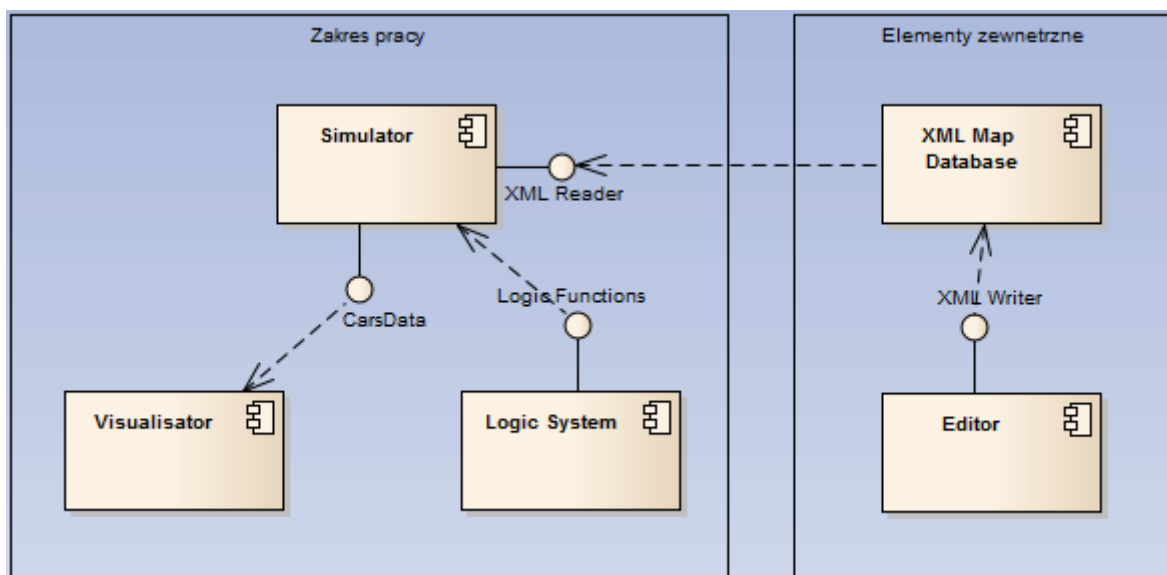 Zakres pracy
Elementy zewnetrzne
Simulator
XML Map
Database
XML Reader
Logic Functions
CarsData
XML Writer
Visualisator
Logic System
Editor